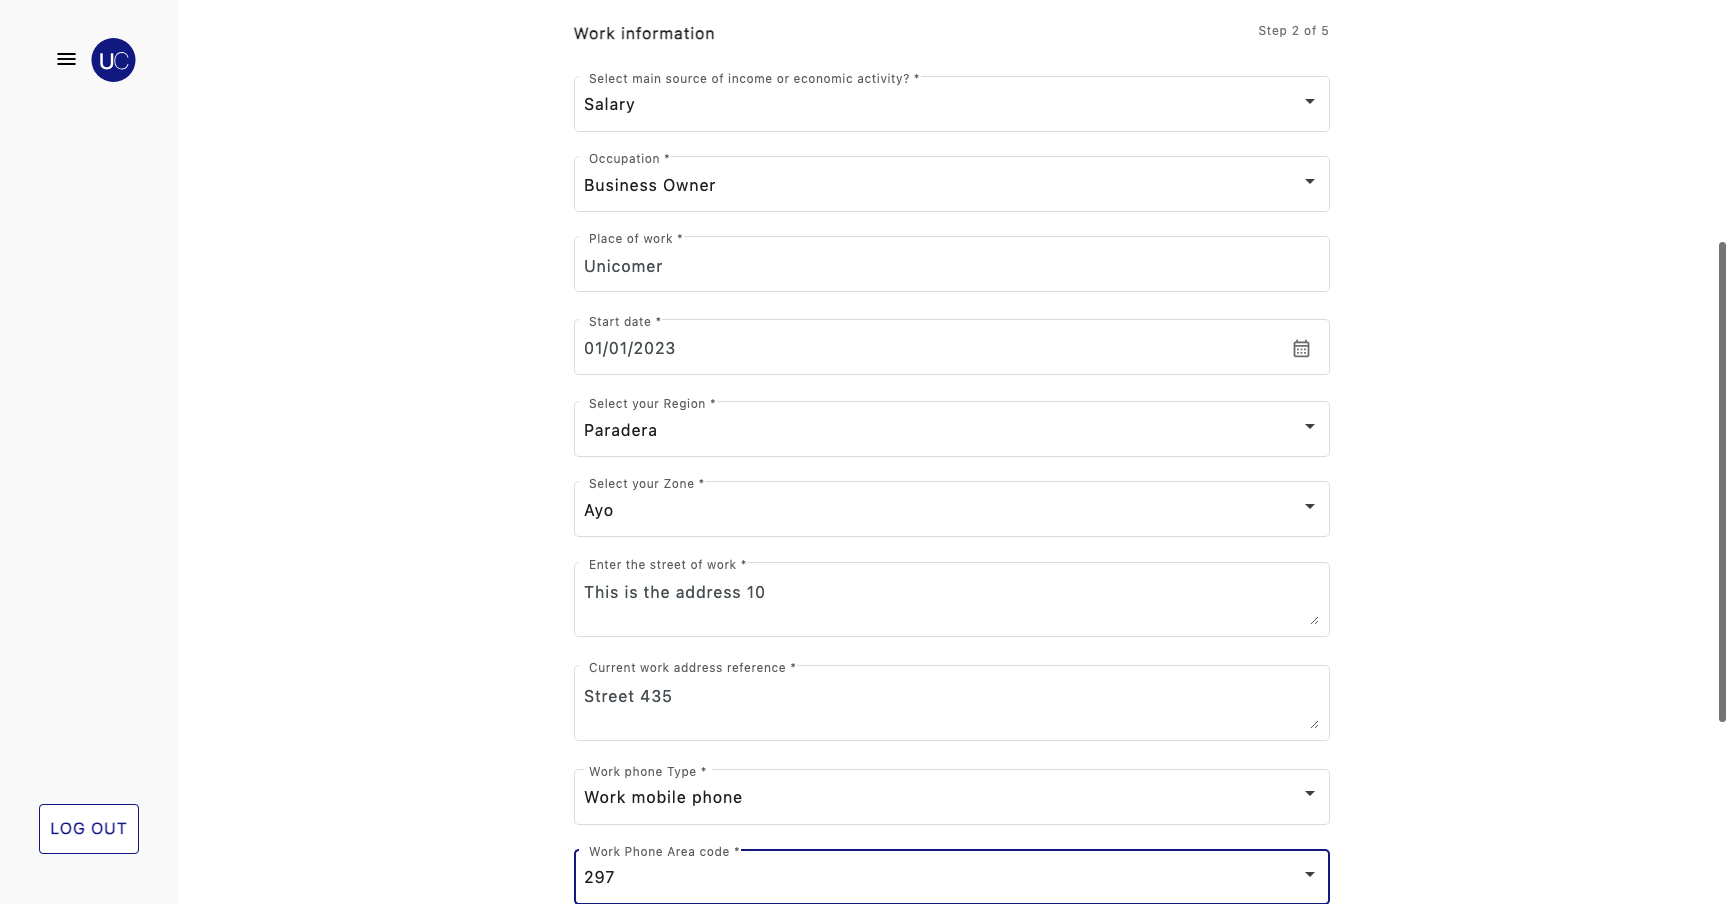 UC
Work information
Step 2 of 5
Select main source of income or economic activity? *
Salary
Occupation *
Business Owner
Place of work *
Unicomer
Start date *
01/01/2023
Select your Region *
Paradera
Select your Zone *
Ayo
Enter the street of work *
This is the address 10
Current work address reference *
Street 435
Work phone Type *
Work mobile phone
Work Phone Area code *
297
LOG OUT